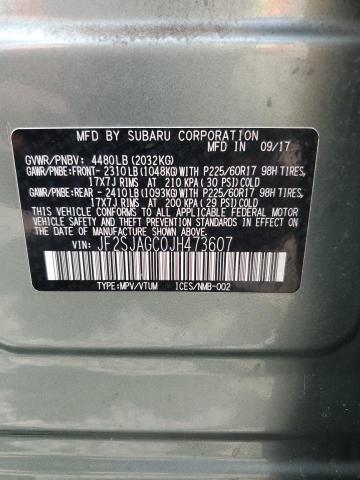 MFD BY SUBARU CORPORATION
09/17
GVWR/PNBV: 4480LB(2032KG)
GAWR/PNBE:FRONT- 2310LB(1048KG)WITH P225/60R17 98H TIRES,
17X7J RIMS AT 210 KPA(30 PSI)COLD
GAWR/PNBE:REAR - 2410LB(1093KG)WITH P225/60R17 98H TIRES,
17X7J RIMS AT 200 KPA(29 PSI)COLD
THIS VEHICLE CONFORMS TO ALL APPLICABLE FEDERAL MOTOR
VEHICLE SAFETY AND THEFT PREVENTION STANDARDS IN EFFECT
ON THE DATE OF MANUFACTURE SHOWN ABOVE.
JF2SJAGC0JH473607
TYPE:MPV/VTUM ICES/NMB-002